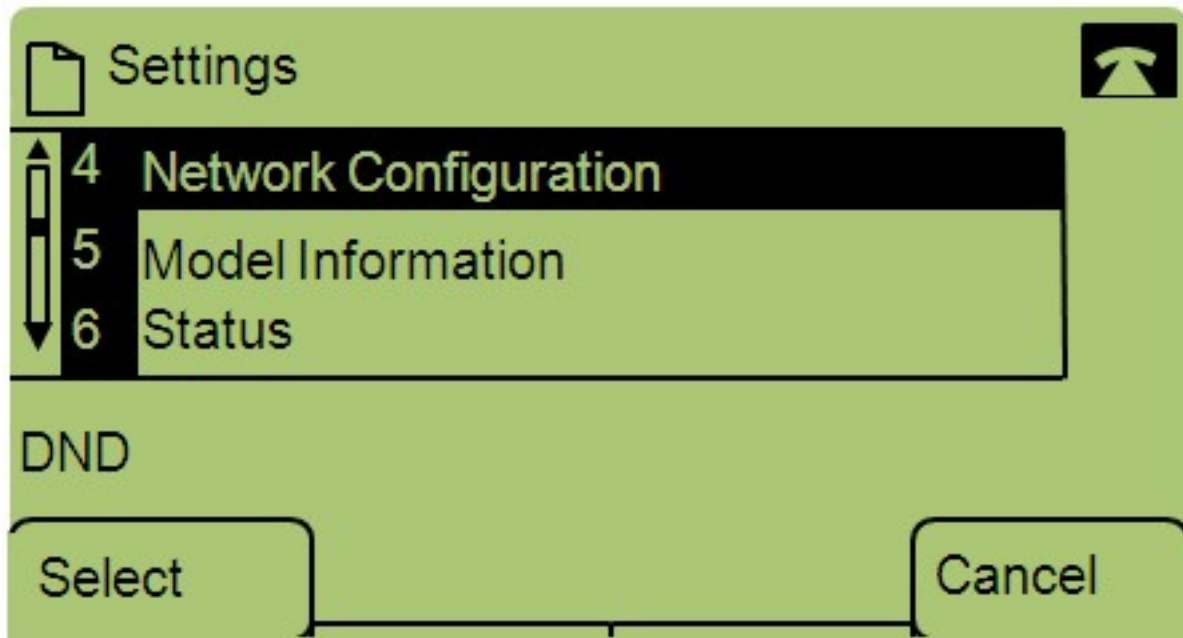 Settings
4 Network Configuration
5 Model Information
6 Status
DND
Select Cancel